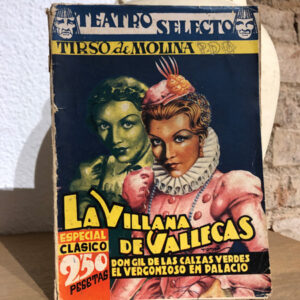 TEATRO SELECTO
TIRSO de MOLINA
LA VILLANA
DE VALLECAS
ESPECIAL
CLÁSICO
2'50
PESETAS
DON GIL DE LAS CALZAS VERDES
EL VERGONZOSO EN PALACIO